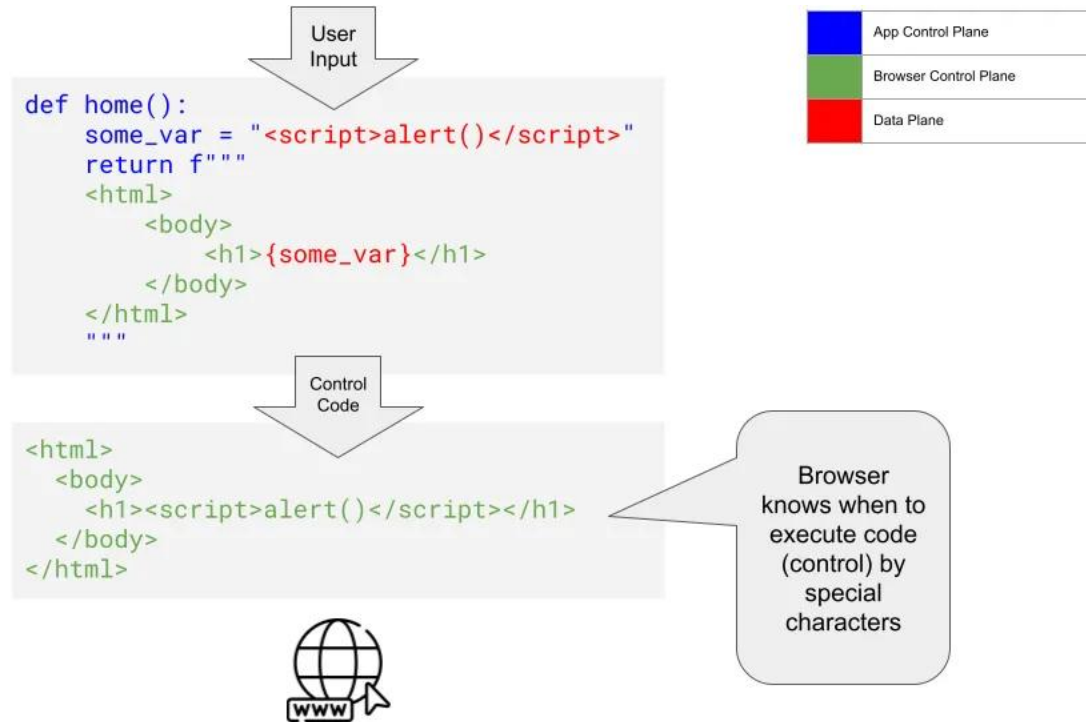 User
Input
App Control Plane
Browser Control Plane
Data Plane
def home():
    some_var = "<script>alert()</script>"
    return f"""
    <html>
        <body>
            <h1>{some_var}</h1>
        </body>
    </html>
    """
Control
Code
<html>
  <body>
    <h1><script>alert()</script></h1>
  </body>
</html>
Browser
knows when to
execute code
(control) by
special
characters
WWW